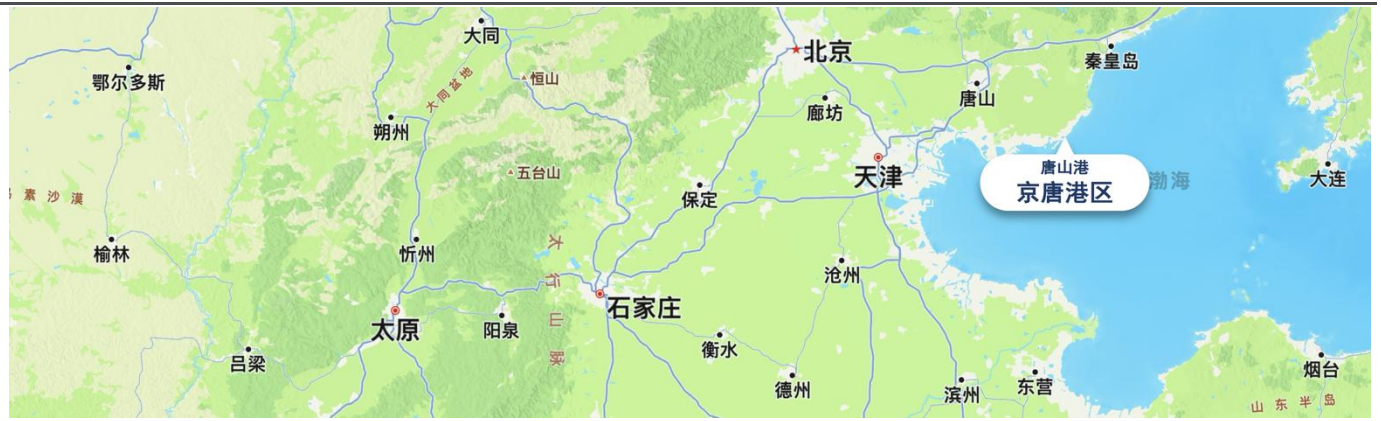 大同
北京
秦皇岛
鄂尔多斯
恒山
大同盆地
唐山
廊坊
朔州
唐山港
京唐港区
五台山
天津
渤海
大连
素沙漠
保定
榆林
忻州
太行山脉
沧州
石家庄
太原
阳泉
衡水
吕梁
烟台
德州
滨州
东营
山东半岛